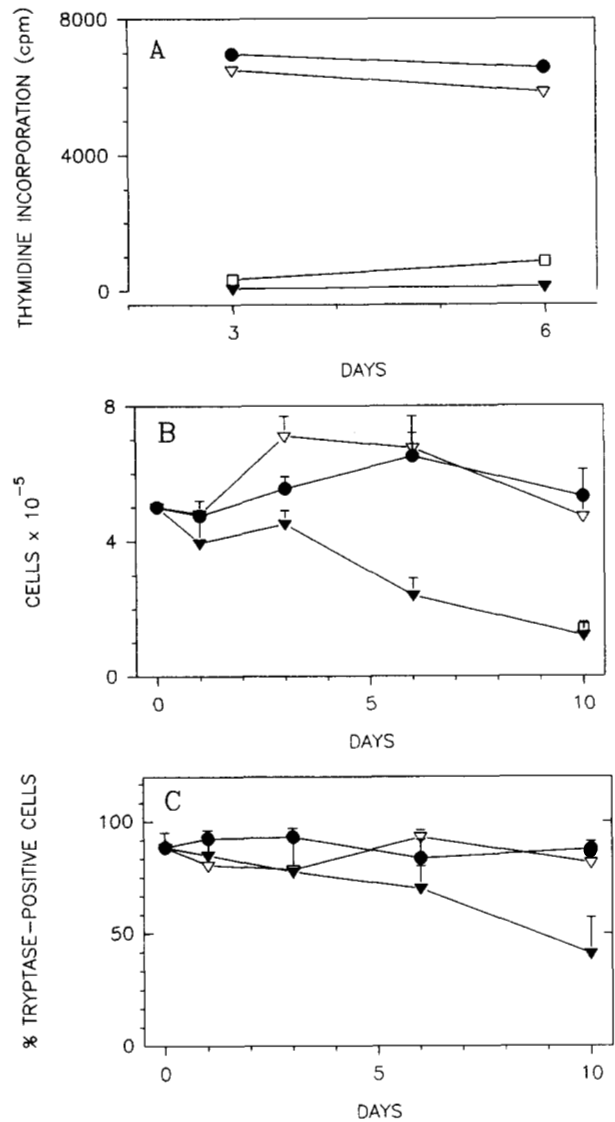 A
THYMIDINE INCORPORATION (cpm)
8000
4000
0
3
6
DAYS
B
CELLS x 10⁻⁵
8
4
0
0
5
10
DAYS
C
% TRYPTASE-POSITIVE CELLS
100
50
0
0
5
10
DAYS